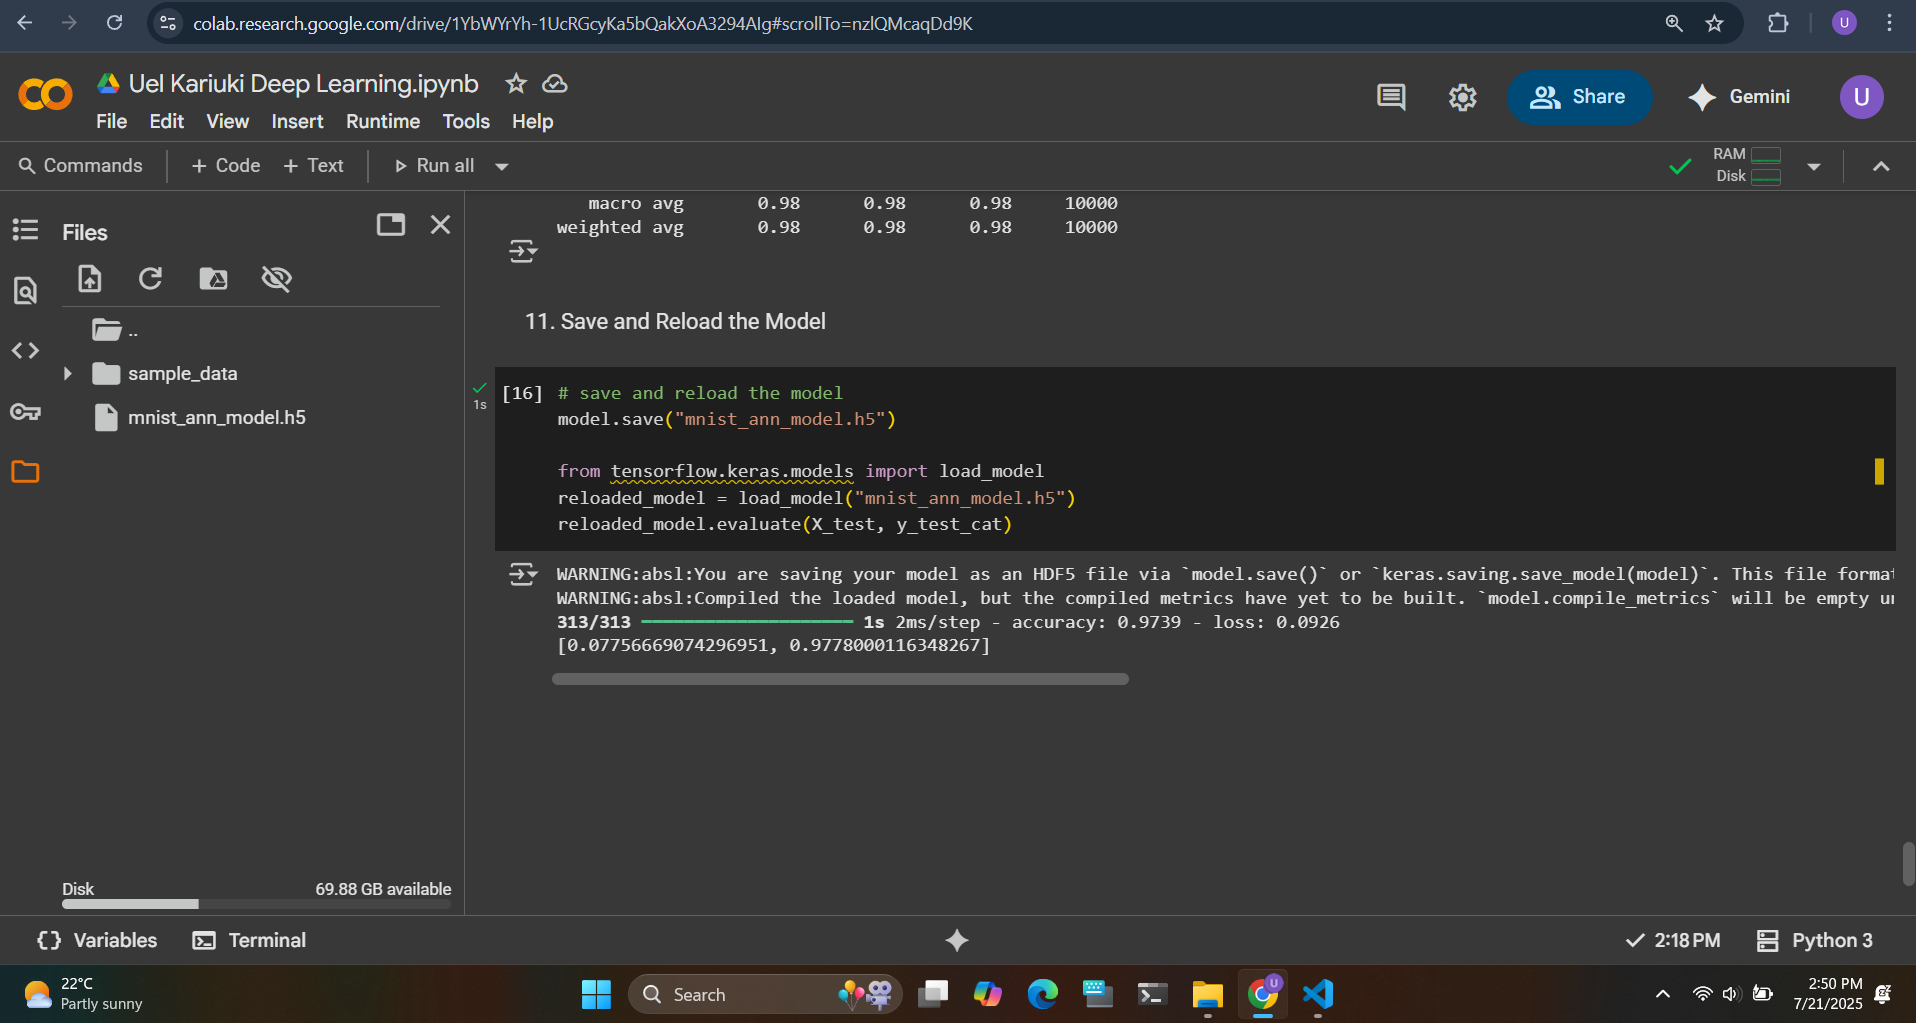 colab.research.google.com/drive/1YbWYrYh-1UcRGcyKa5bQakXoA3294AIg#scrollTo=nzlQMcaqDd9K
U
CO
Uel Kariuki Deep Learning.ipynb
File Edit View Insert Runtime Tools Help
Share
Gemini
U
Commands
+ Code + Text
Run all
RAM
Disk
Files
..
sample_data
mnist_ann_model.h5
Disk 69.88 GB available
macro avg 0.98 0.98 0.98 10000
weighted avg 0.98 0.98 0.98 10000
11. Save and Reload the Model
1s
[16] # save and reload the model
model.save("mnist_ann_model.h5")
from tensorflow.keras.models import load_model
reloaded_model = load_model("mnist_ann_model.h5")
reloaded_model.evaluate(X_test, y_test_cat)
WARNING:absl:You are saving your model as an HDF5 file via `model.save()` or `keras.saving.save_model(model)`. This file format
WARNING:absl:Compiled the loaded model, but the compiled metrics have yet to be built. `model.compile_metrics` will be empty un
313/313 ━━━━━━━━━━━━━━━━━━━━ 1s 2ms/step - accuracy: 0.9739 - loss: 0.0926
[0.07756669074296951, 0.9778000116348267]
{} Variables
Terminal
2:18 PM
Python 3
22°C
Partly sunny
Search
U
2:50 PM
7/21/2025